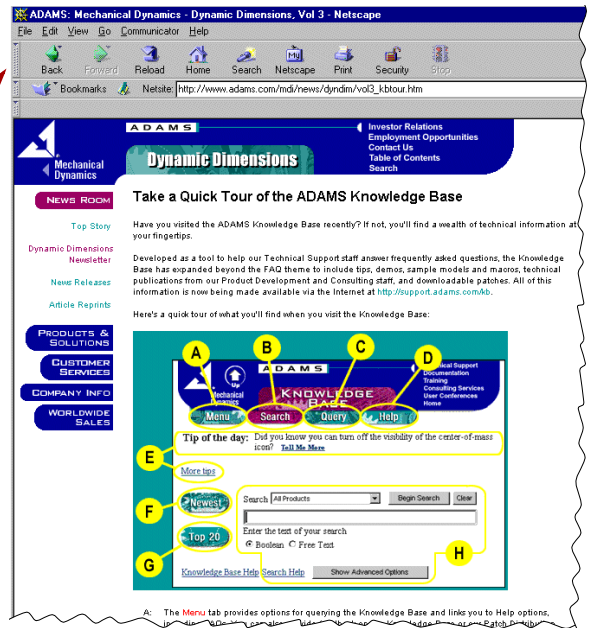 ADAMS: Mechanical Dynamics - Dynamic Dimensions, Vol 3 - Netscape
File Edit View Go Communicator Help
Back Forward Reload Home Search Netscape Print Security Stop
My
Bookmarks Netsite: http://www.adams.com/mdi/news/dyndim/vol3_kbtour.htm
ADAMS
Mechanical
Dynamics
Dynamic Dimensions
Investor Relations
Employment Opportunities
Contact Us
Table of Contents
Search
NEWS ROOM
Top Story
Dynamic Dimensions
Newsletter
News Releases
Article Reprints
PRODUCTS &
SOLUTIONS
CUSTOMER
SERVICES
COMPANY INFO
WORLDWIDE
SALES
Take a Quick Tour of the ADAMS Knowledge Base
Have you visited the ADAMS Knowledge Base recently? If not, you'll find a wealth of technical information at
your fingertips.
Developed as a tool to help our Technical Support staff answer frequently asked questions, the Knowledge
Base has expanded beyond the FAQ theme to include tips, demos, sample models and macros, technical
publications from our Product Development and Consulting staff, and downloadable patches. All of this
information is now being made available via the Internet at http://support.adams.com/kb.
Here's a quick tour of what you'll find when you visit the Knowledge Base:
A B C D
ADAMS
Up
Mechanical
Dynamics
KNOWLEDGE
BASE
Technical Support
Documentation
Training
Consulting Services
User Conferences
Home
Menu Search Query Help
Tip of the day: Did you know you can turn off the visibility of the center-of-mass
icon? Tell Me More
E
More tips
F
Newest
Search All Products Begin Search Clear
Enter the text of your search
Top 20
Boolean Free Text
G
H
Knowledge Base Help Search Help Show Advanced Options
A: The Menu tab provides options for querying the Knowledge Base and links you to Help options,